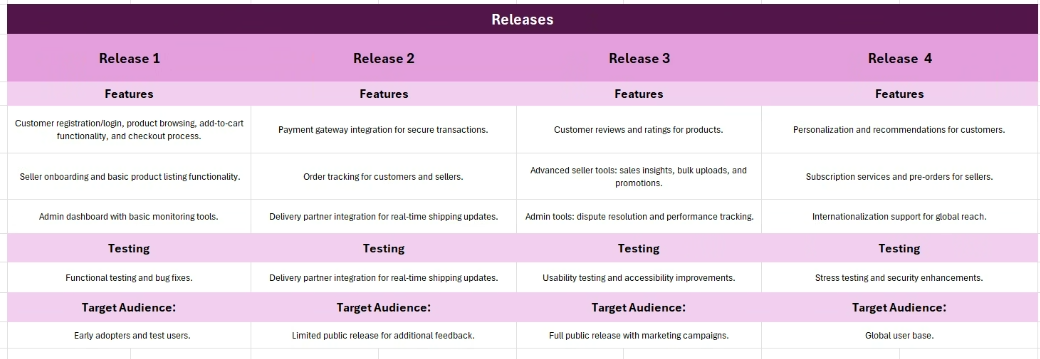 Releases
Release 1 Release 2 Release 3 Release 4
Features Features Features Features
Customer registration/login, product browsing, add-to-cart
functionality, and checkout process.
Payment gateway integration for secure transactions.
Customer reviews and ratings for products.
Personalization and recommendations for customers.
Seller onboarding and basic product listing functionality.
Order tracking for customers and sellers.
Advanced seller tools: sales insights, bulk uploads, and
promotions.
Subscription services and pre-orders for sellers.
Admin dashboard with basic monitoring tools.
Delivery partner integration for real-time shipping updates.
Admin tools: dispute resolution and performance tracking.
Internationalization support for global reach.
Testing Testing Testing Testing
Functional testing and bug fixes.
Delivery partner integration for real-time shipping updates.
Usability testing and accessibility improvements.
Stress testing and security enhancements.
Target Audience: Target Audience: Target Audience: Target Audience:
Early adopters and test users.
Limited public release for additional feedback.
Full public release with marketing campaigns.
Global user base.